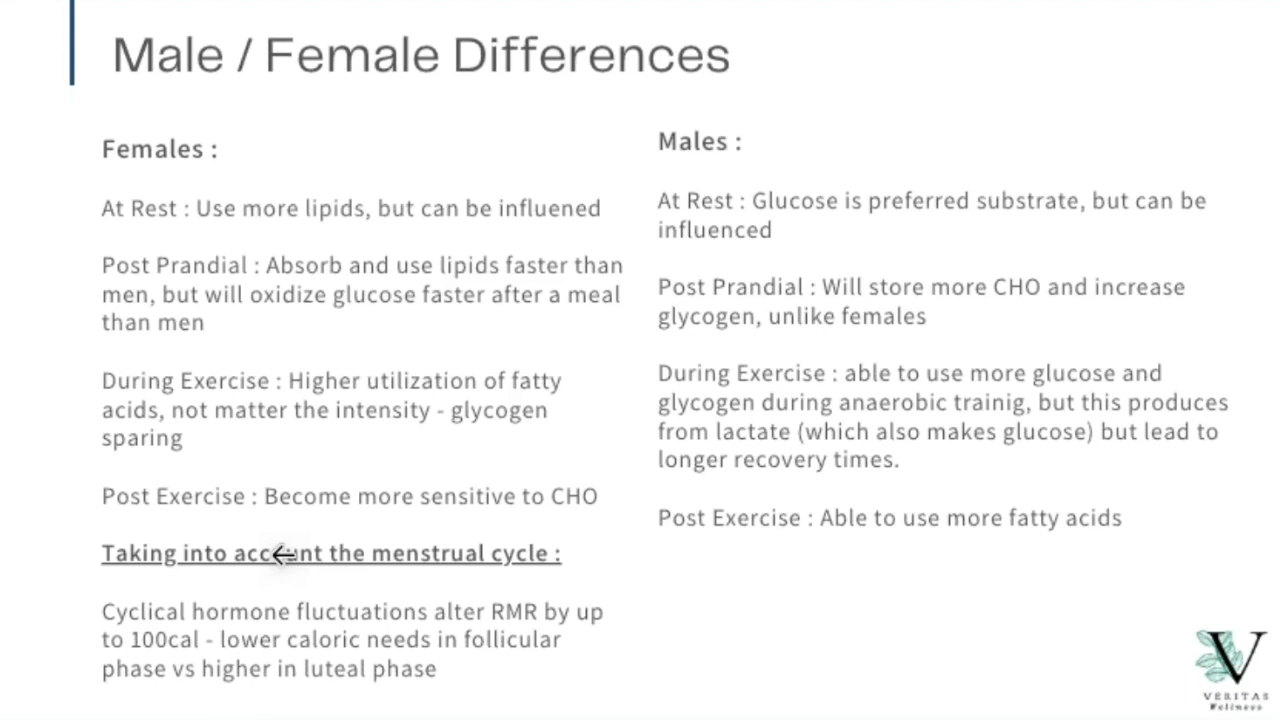 Male / Female Differences
Females :
At Rest : Use more lipids, but can be influened
Post Prandial : Absorb and use lipids faster than
men, but will oxidize glucose faster after a meal
than men
During Exercise : Higher utilization of fatty
acids, not matter the intensity - glycogen
sparing
Post Exercise : Become more sensitive to CHO
Taking into account the menstrual cycle :
Cyclical hormone fluctuations alter RMR by up
to 100cal - lower caloric needs in follicular
phase vs higher in luteal phase
Males :
At Rest : Glucose is preferred substrate, but can be
influenced
Post Prandial : Will store more CHO and increase
glycogen, unlike females
During Exercise : able to use more glucose and
glycogen during anaerobic trainig, but this produces
from lactate (which also makes glucose) but lead to
longer recovery times.
Post Exercise : Able to use more fatty acids
V
VERITAS
Wellness